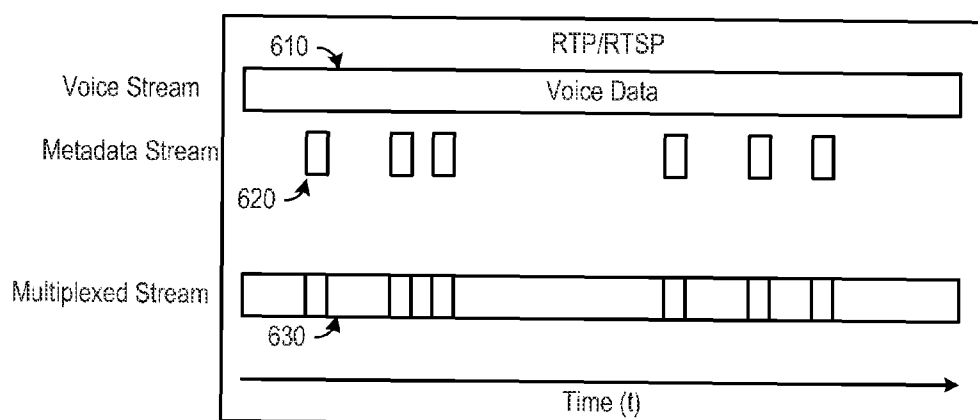 RTP/RTSP
610
Voice Stream
Voice Data
Metadata Stream
620
Multiplexed Stream
630
Time (t)